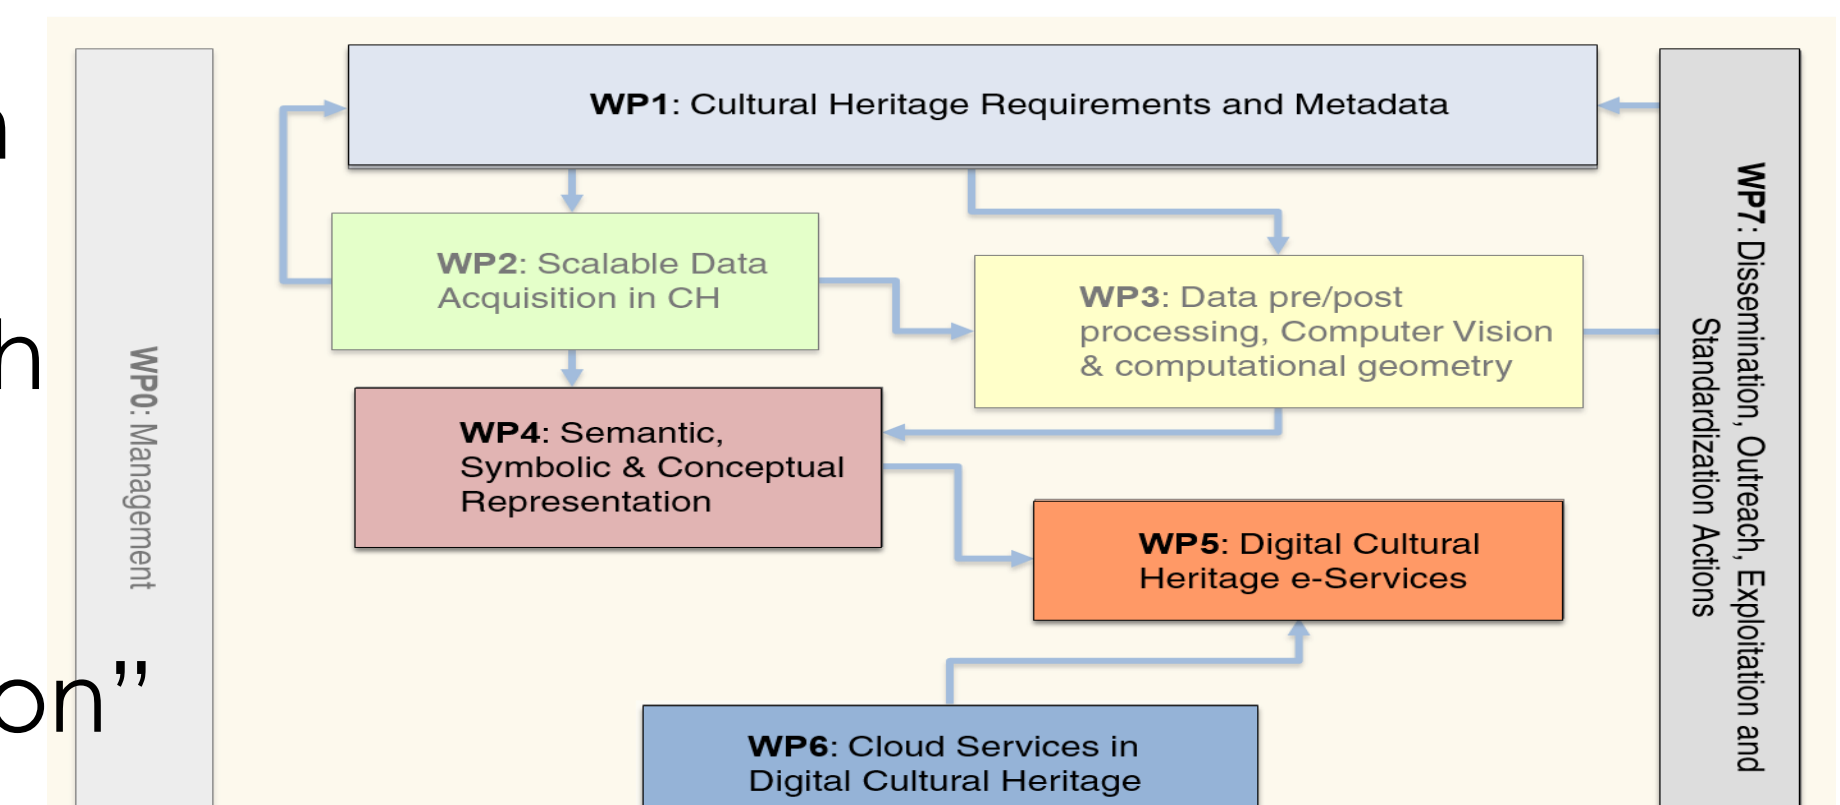 WP1: Cultural Heritage Requirements and Metadata
WP2: Scalable Data
Acquisition in CH
WP3: Data pre/post
processing, Computer Vision
& computational geometry
WP4: Semantic,
Symbolic & Conceptual
Representation
WP5: Digital Cultural
Heritage e-Services
WP6: Cloud Services in
Digital Cultural Heritage
WP0: Management
WP7: Dissemination, Outreach, Exploitation and
Standardization Actions
h
on”